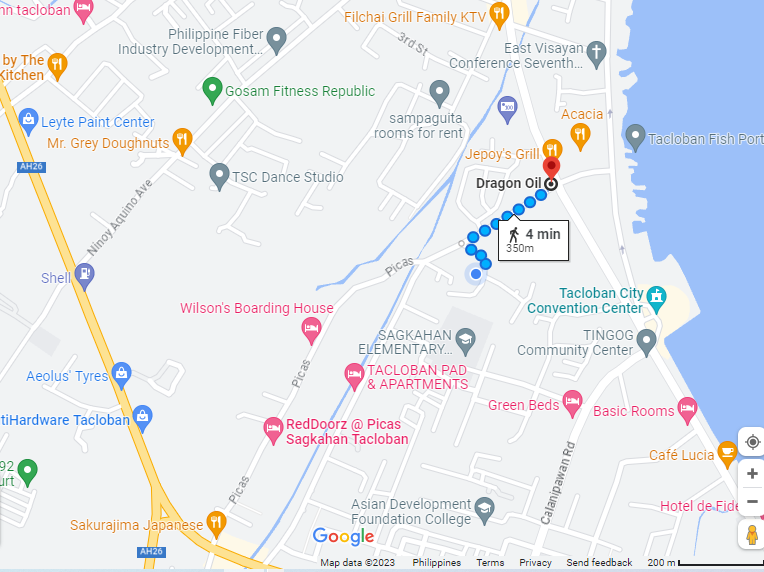 nn tacoloban
Filchai Grill Family KTV
Philippine Fiber
Industry Development...
3rd St
East Visayan
Conference Seventh...
by The
Kitchen
Gosam Fitness Republic
Leyte Paint Center
sampaguita
rooms for rent
Acacia
Mr. Grey Doughnuts
Tacloban Fish Port
Jepoy's Grill
AH26
TSC Dance Studio
Dragon Oil
Ninoy Aquino Ave
4 min
350m
Picas
Shell
Tacloban City
Convention Center
Wilson's Boarding House
SAGKAHAN
ELEMENTARY...
TINGOG
Community Center
Aeolus' Tyres
Picas
TACLOBAN PAD
& APARTMENTS
Green Beds
Basic Rooms
tiHardware Tacloban
RedDoorz @ Picas
Sagkahan Tacloban
Calanipawan Rd
Café Lucia
92
urt
Picas
Asian Development
Foundation College
Hotel de Fide
Sakurajima Japanese
Google
AH26
Map data ©2023 Philippines Terms Privacy Send feedback 200 m